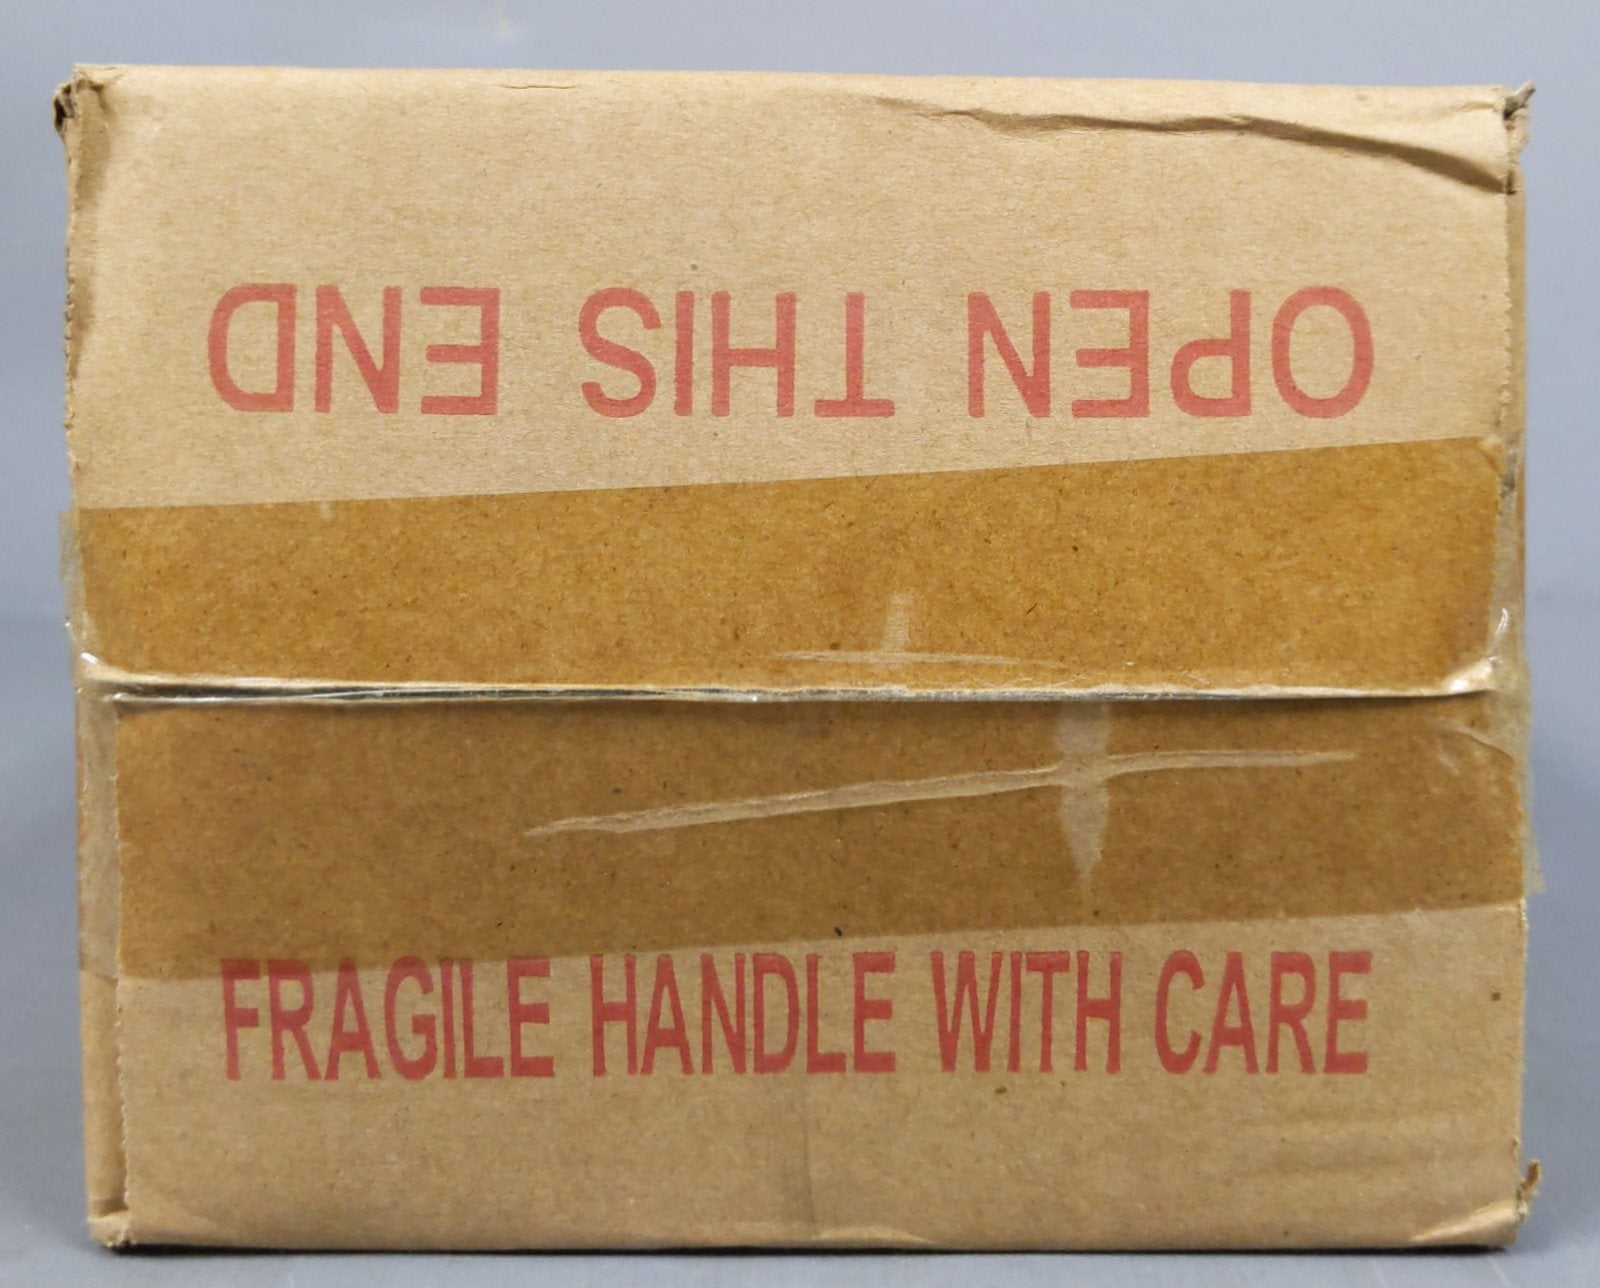 OPEN THIS END
FRAGILE HANDLE WITH CARE